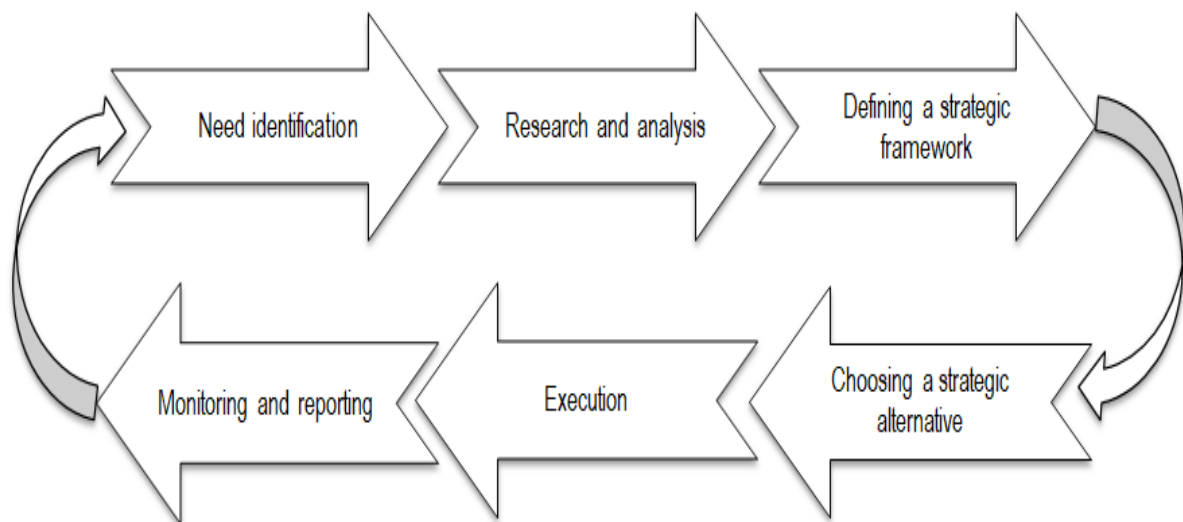 Need identification
Research and analysis
Defining a strategic
framework
Choosing a strategic
alternative
Execution
Monitoring and reporting